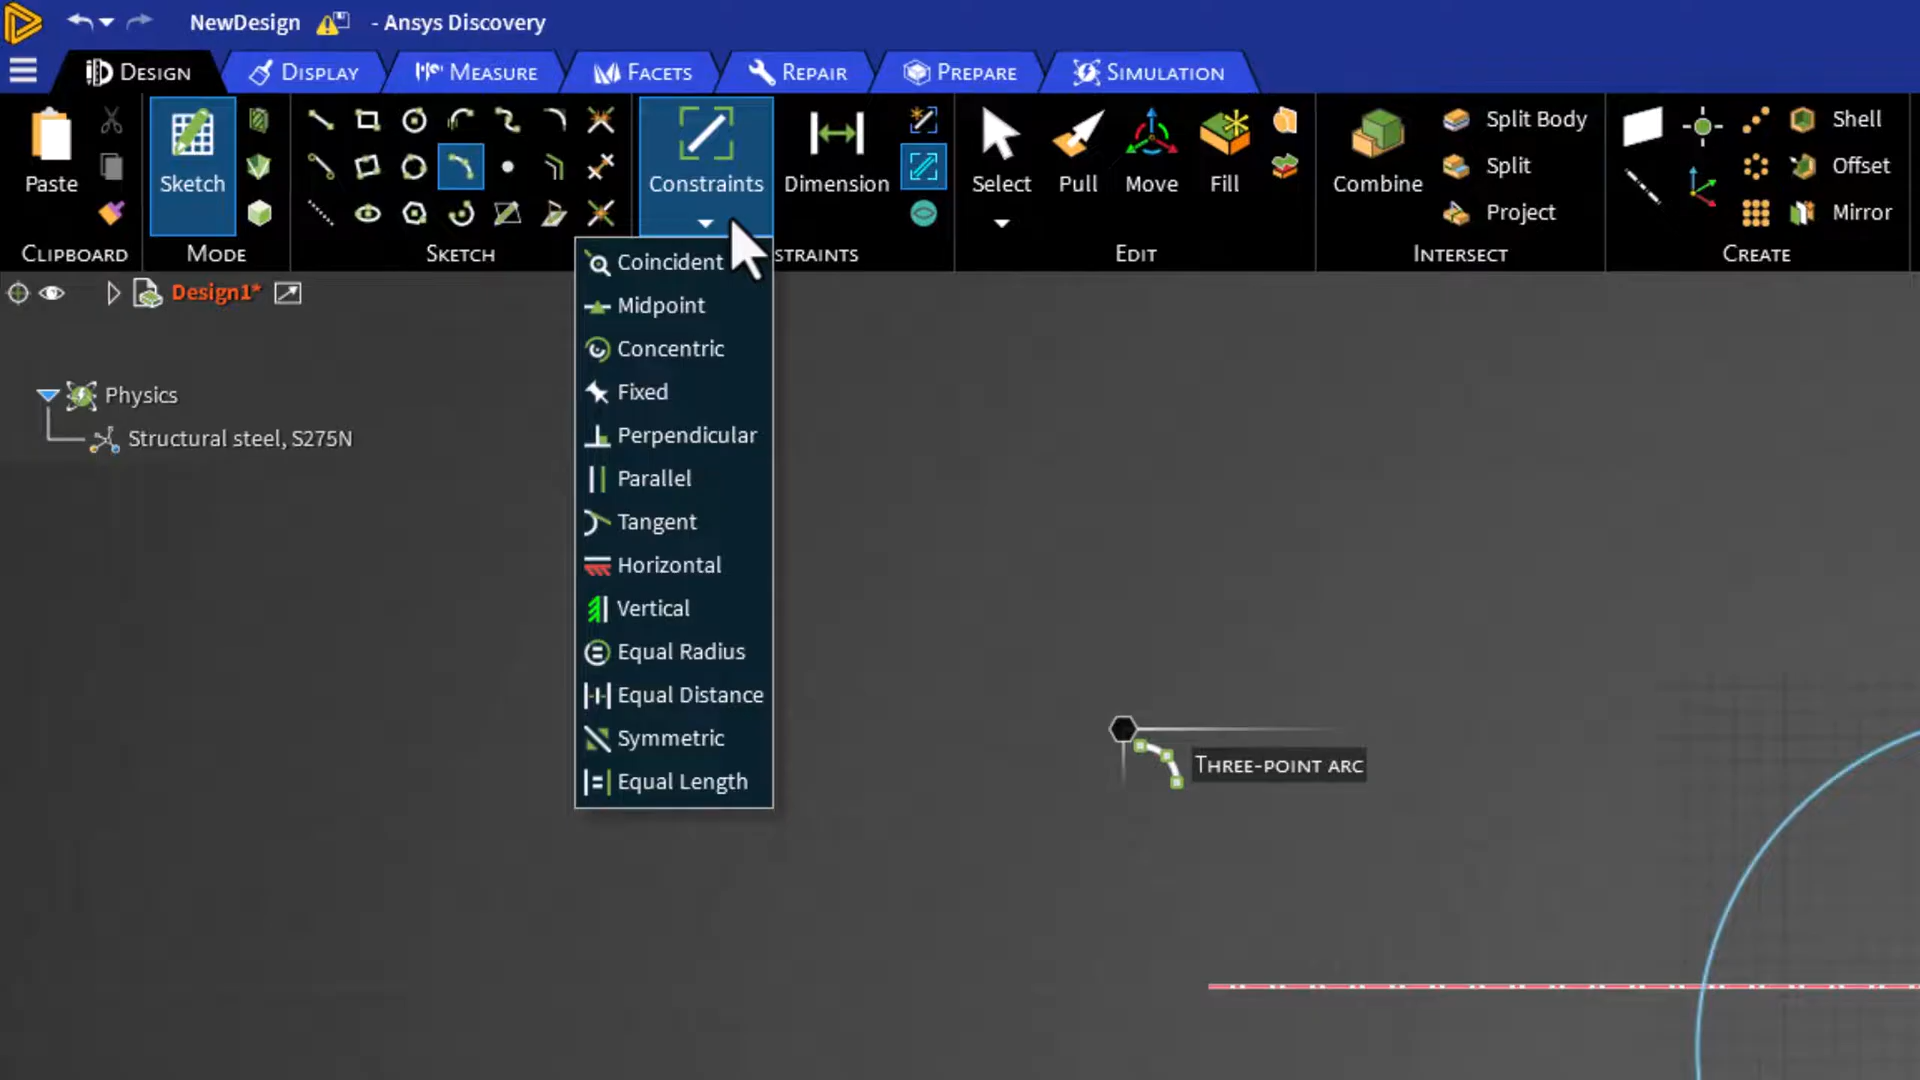 NewDesign - Ansys Discovery
DESIGN DISPLAY MEASURE FACETS REPAIR PREPARE SIMULATION
Paste Sketch Constraints Dimension Select Pull Move Fill Combine Split Body Shell
Split Offset
Project Mirror
CLIPBOARD MODE SKETCH STRAINTS EDIT INTERSECT CREATE
Coincident
Design1*
Midpoint
Concentric
Fixed
Physics
Perpendicular
Structural steel, S275N
Parallel
Tangent
Horizontal
Vertical
Equal Radius
Equal Distance
Symmetric
THREE-POINT ARC
Equal Length